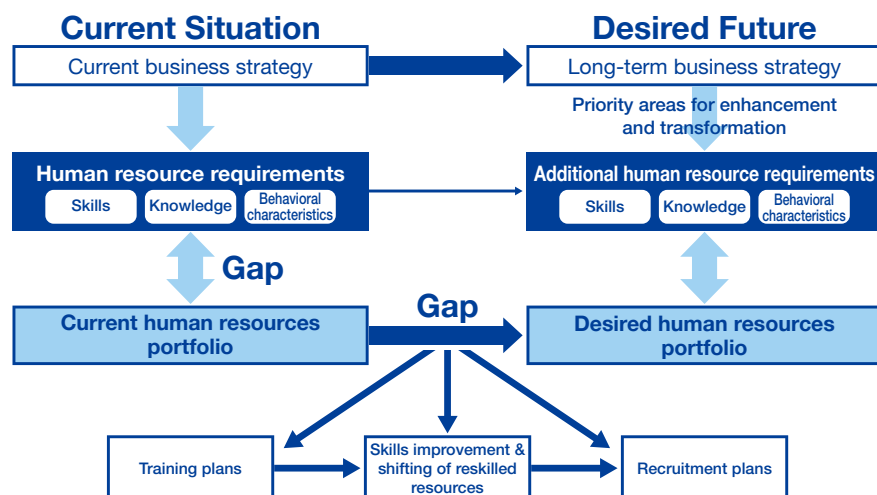 Current Situation
Desired Future
Current business strategy
Long-term business strategy
Priority areas for enhancement
and transformation
Human resource requirements
Skills
Knowledge
Behavioral
characteristics
Additional human resource requirements
Skills
Knowledge
Behavioral
characteristics
Gap
Gap
Current human resources
portfolio
Desired human resources
portfolio
Training plans
Skills improvement &
shifting of reskilled
resources
Recruitment plans